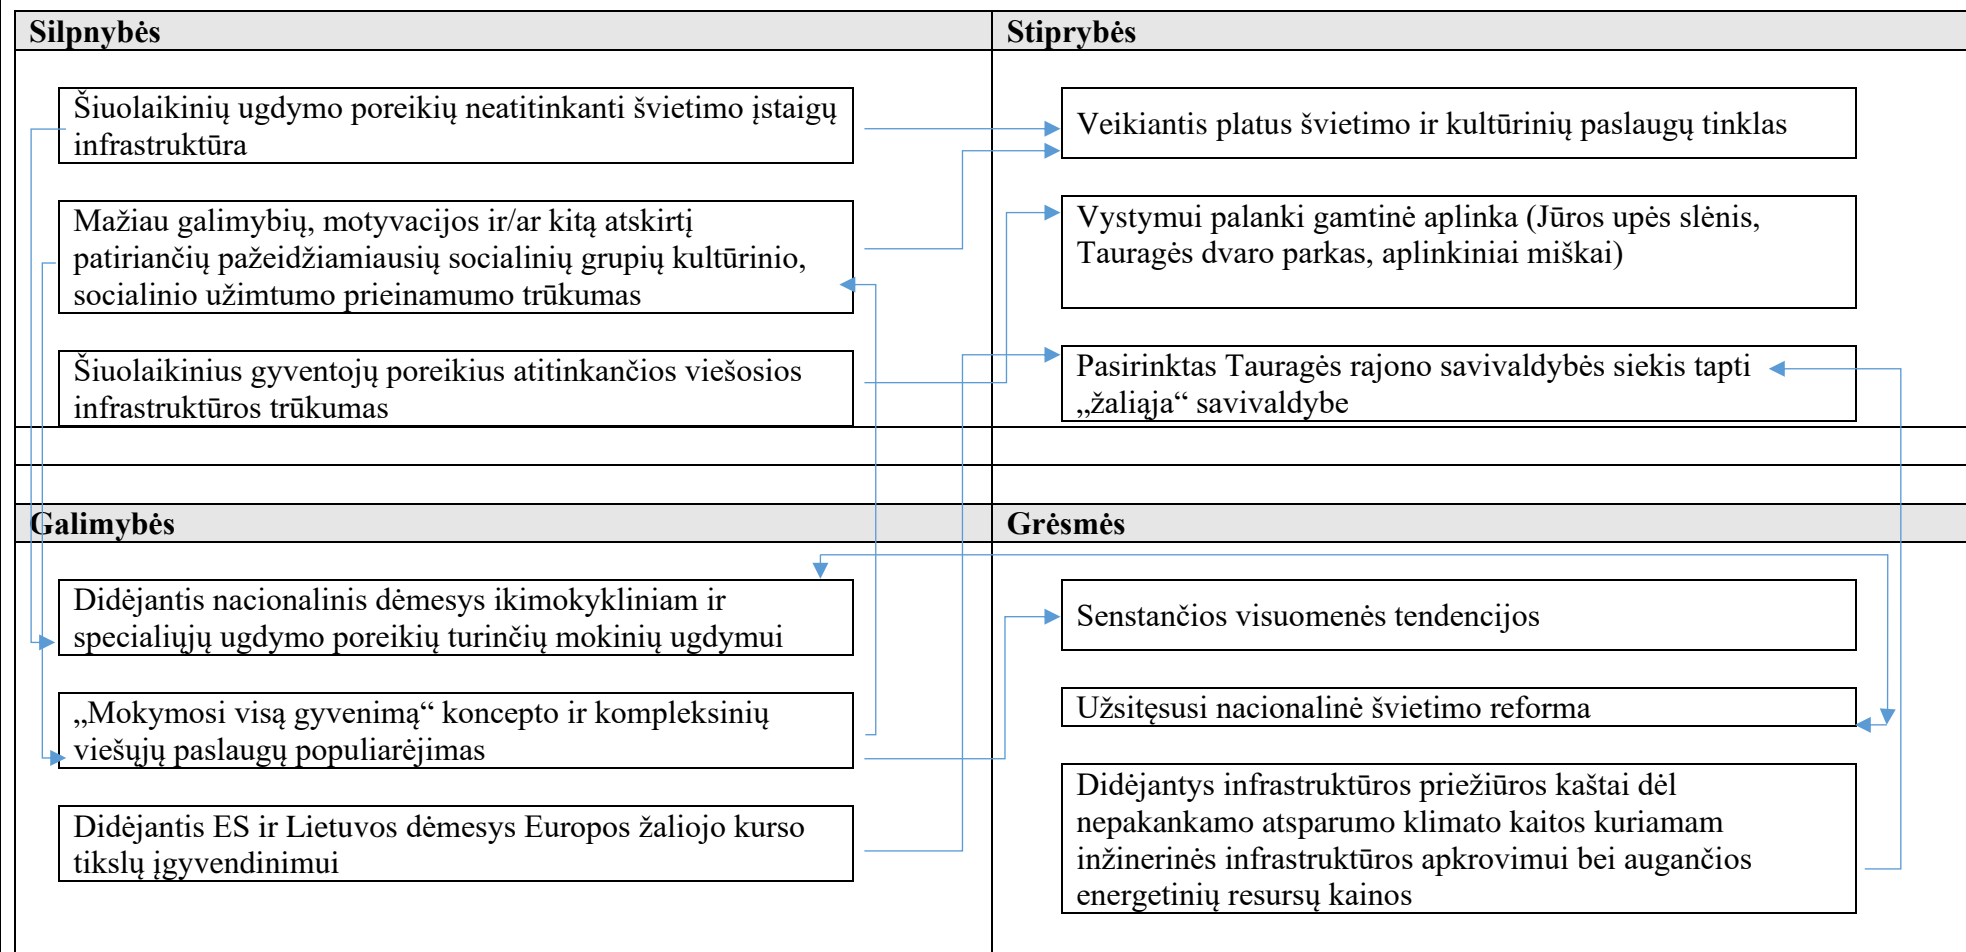 Silpnybės
Stiprybės
Šiuolaikinių ugdymo poreikių neatitinkanti švietimo įstaigų
infrastruktūra
Mažiau galimybių, motyvacijos ir/ar kitą atskirtį
patiriančių pažeidžiamiausių socialinių grupių kultūrinio,
socialinio užimtumo prieinamumo trūkumas
Šiuolaikinius gyventojų poreikius atitinkančios viešosios
infrastruktūros trūkumas
Veikiantis platus švietimo ir kultūrinių paslaugų tinklas
Vystymui palanki gamtinė aplinka (Jūros upės slėnis,
Tauragės dvaro parkas, aplinkiniai miškai)
Pasirinktas Tauragės rajono savivaldybės siekis tapti
„žaliąja“ savivaldybe
Galimybės
Grėsmės
Didėjantis nacionalinis dėmesys ikimokykliniam ir
specialiųjų ugdymo poreikių turinčių mokinių ugdymui
„Mokymosi visą gyvenimą“ koncepto ir kompleksinių
viešųjų paslaugų populiarėjimas
Didėjantis ES ir Lietuvos dėmesys Europos žaliojo kurso
tikslų įgyvendinimui
Senstančios visuomenės tendencijos
Užsitęsusi nacionalinė švietimo reforma
Didėjantys infrastruktūros priežiūros kaštai dėl
nepakankamo atsparumo klimato kaitos kuriamam
inžinerinės infrastruktūros apkrovimui bei augančios
energetinių resursų kainos